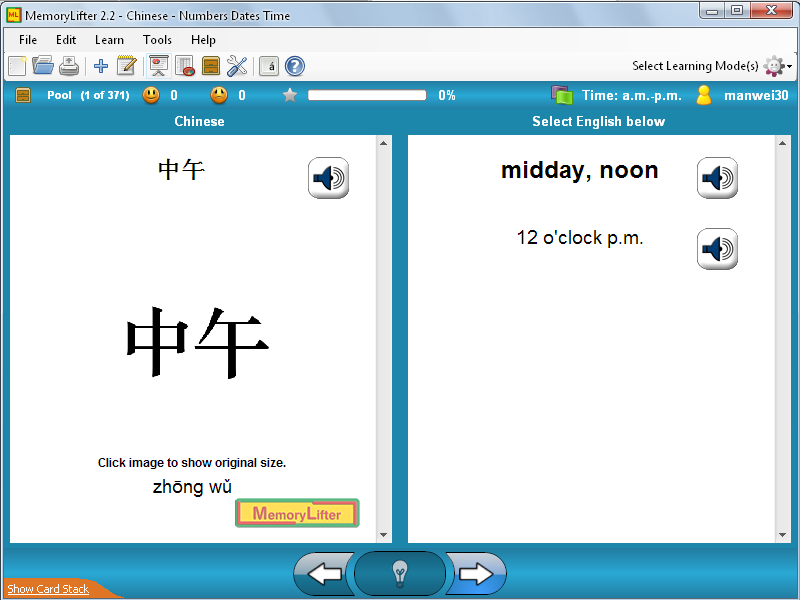 MemoryLifter 2.2 - Chinese - Numbers Dates Time
File Edit Learn Tools Help
Select Learning Mode(s)
Pool (1 of 371) 0 0 0% Time: a.m.-p.m. manwei30
Chinese
Select English below
中午
中午
Click image to show original size.
zhōng wǔ
MemoryLifter
midday, noon
12 o'clock p.m.
Show Card Stack